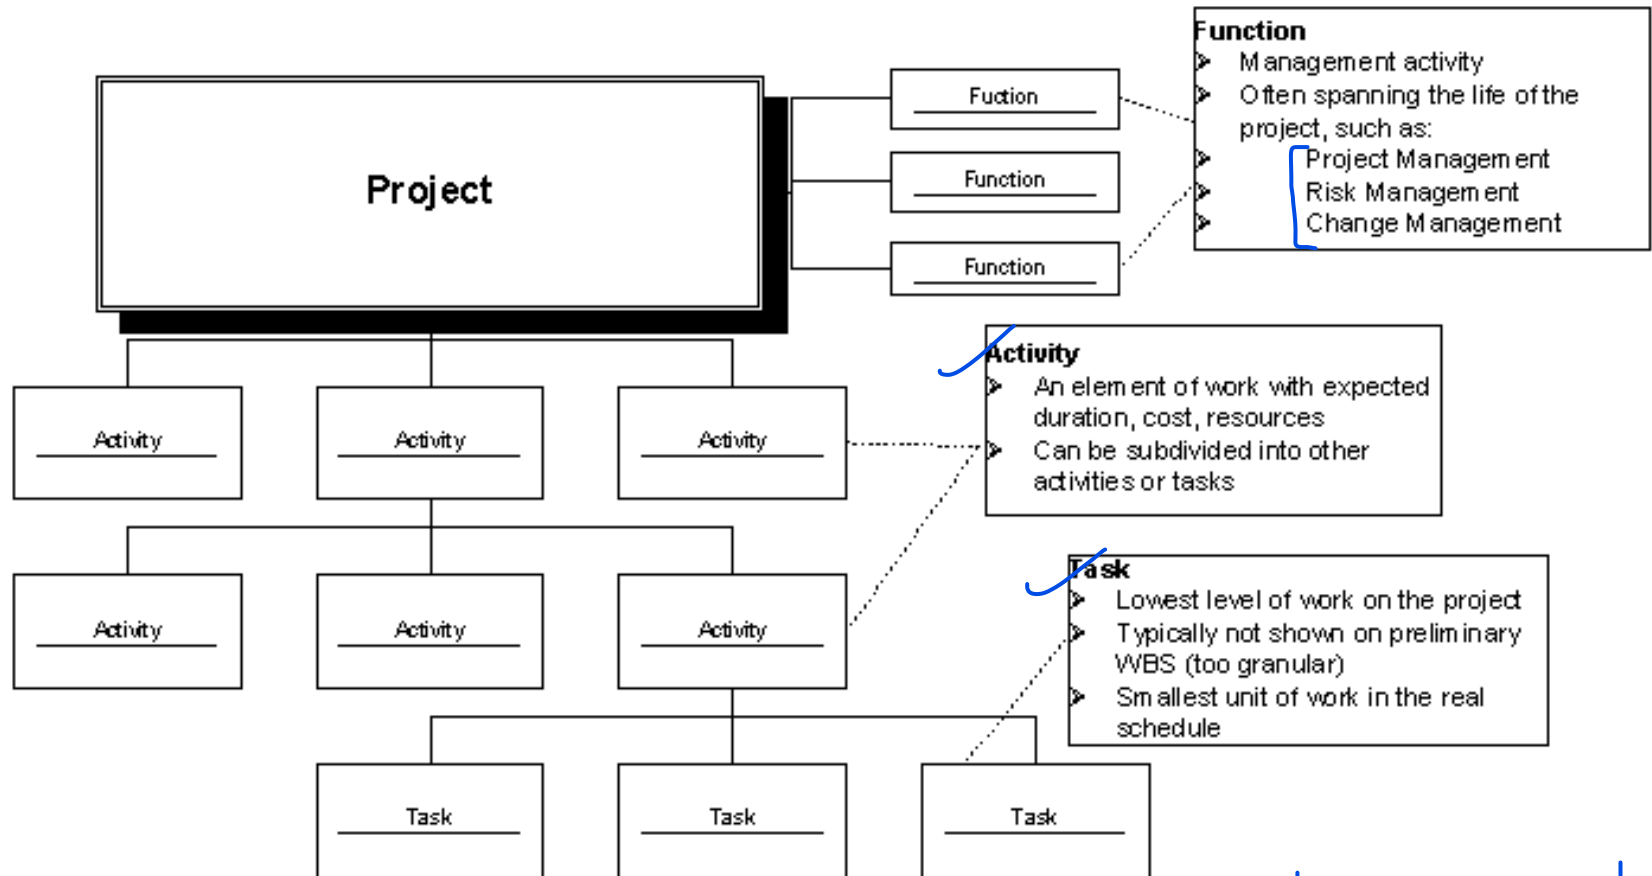 Function
Management activity
Often spanning the life of the
project, such as:
Project Management
Risk Management
Change Management
Fuction
Function
Function
Project
Activity
An element of work with expected
duration, cost, resources
Can be subdivided into other
activities or tasks
Activity
Activity
Activity
Task
Lowest level of work on the project
Typically not shown on preliminary
WBS (too granular)
Smallest unit of work in the real
schedule
Activity
Activity
Activity
Task
Task
Task